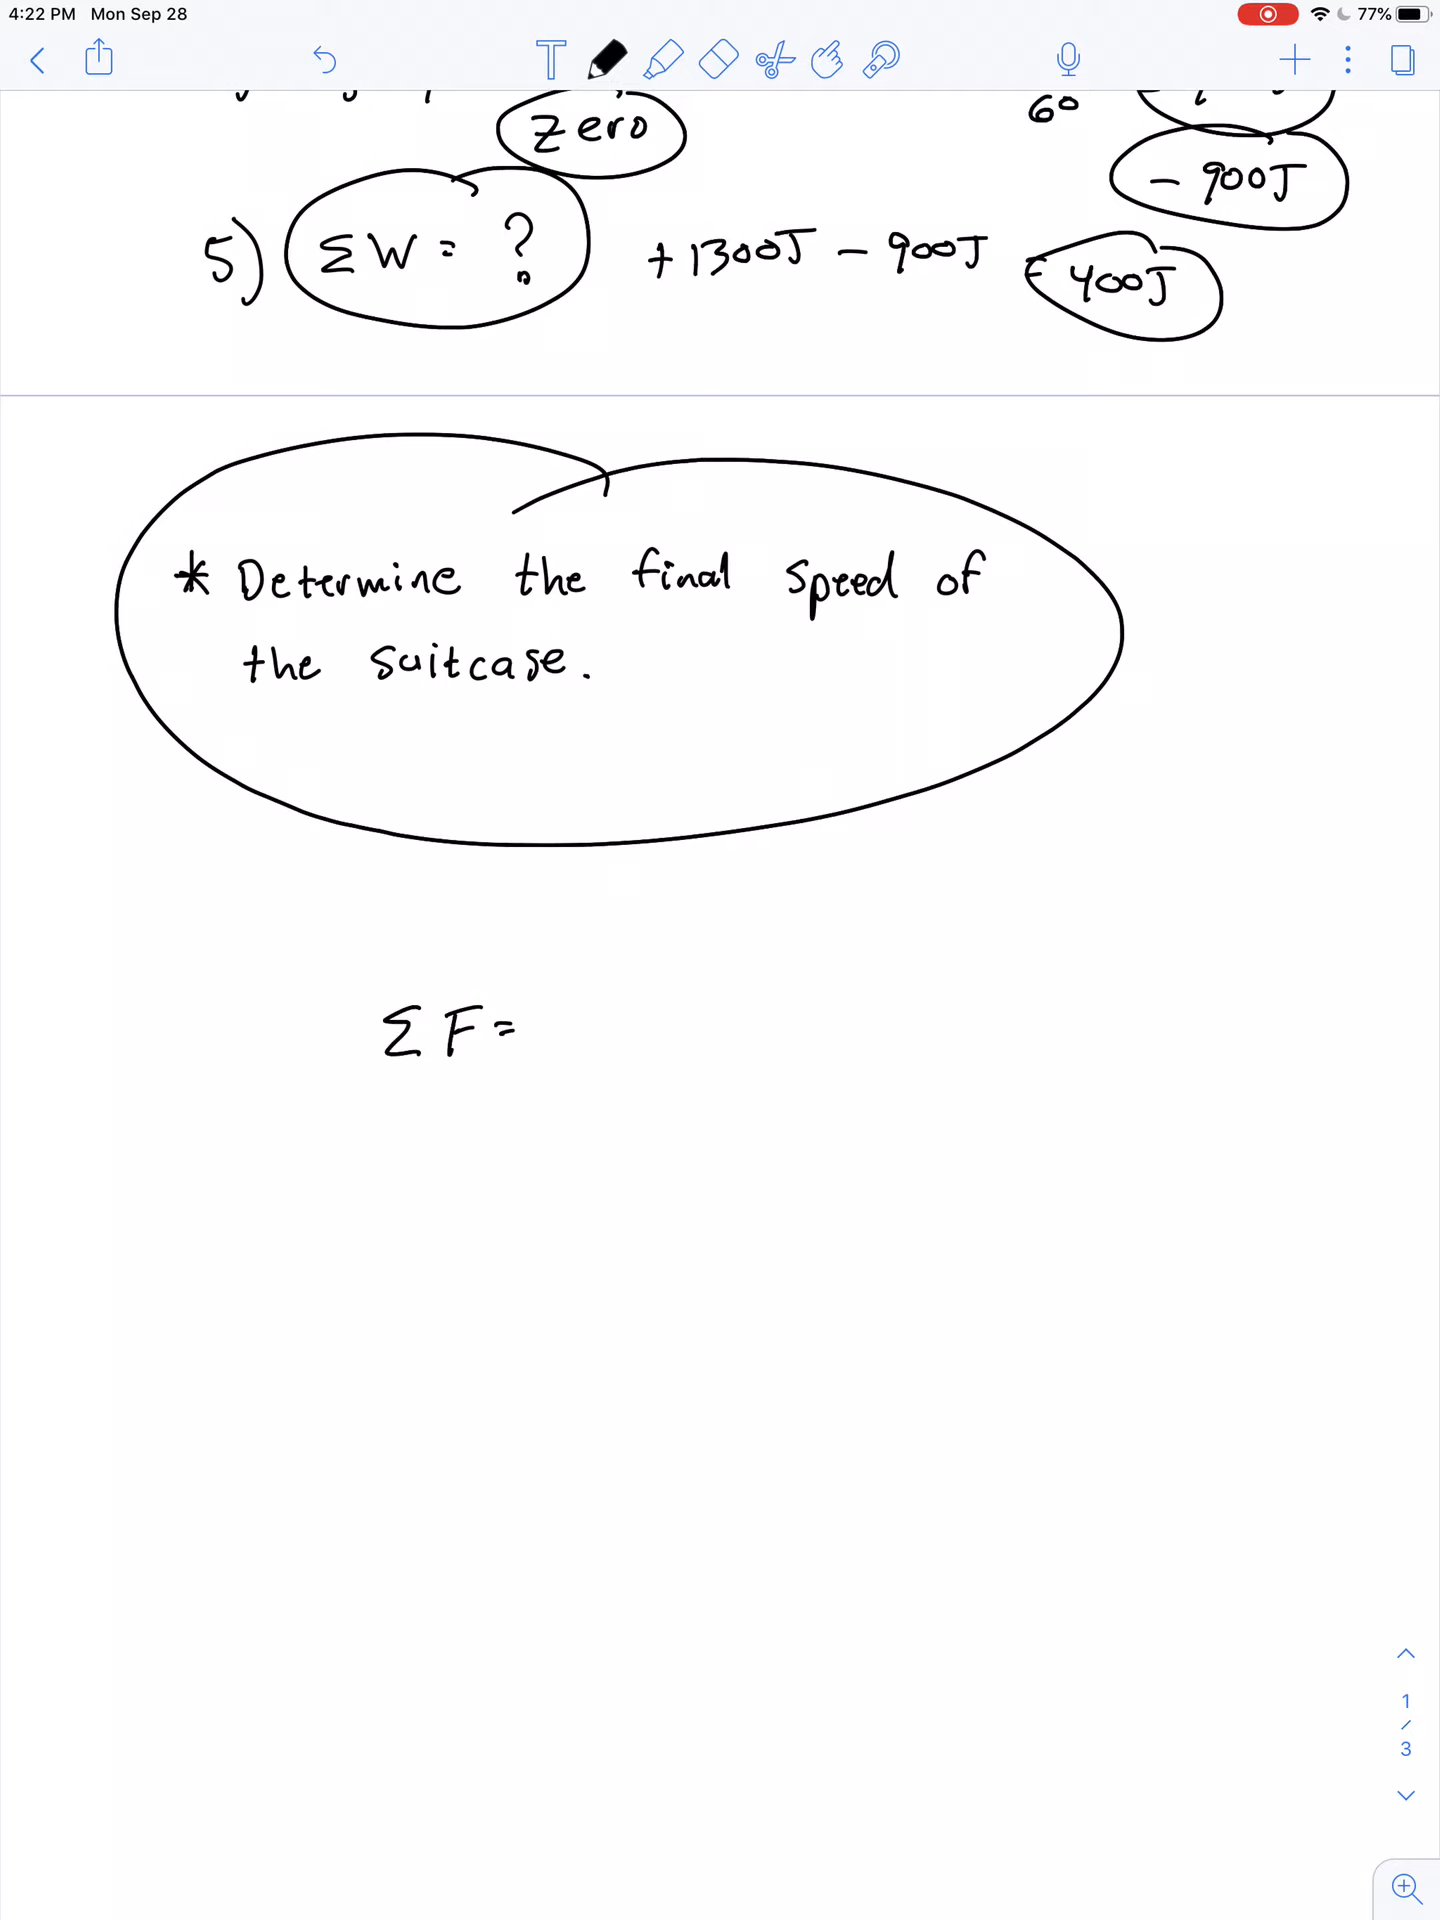 4:22 PM Mon Sep 28 77%
zero
60
- 900J
5) ΣW = ? +1300J - 900J = 400J
* Determine the final speed of
the suitcase.
ΣF=
1
/
3